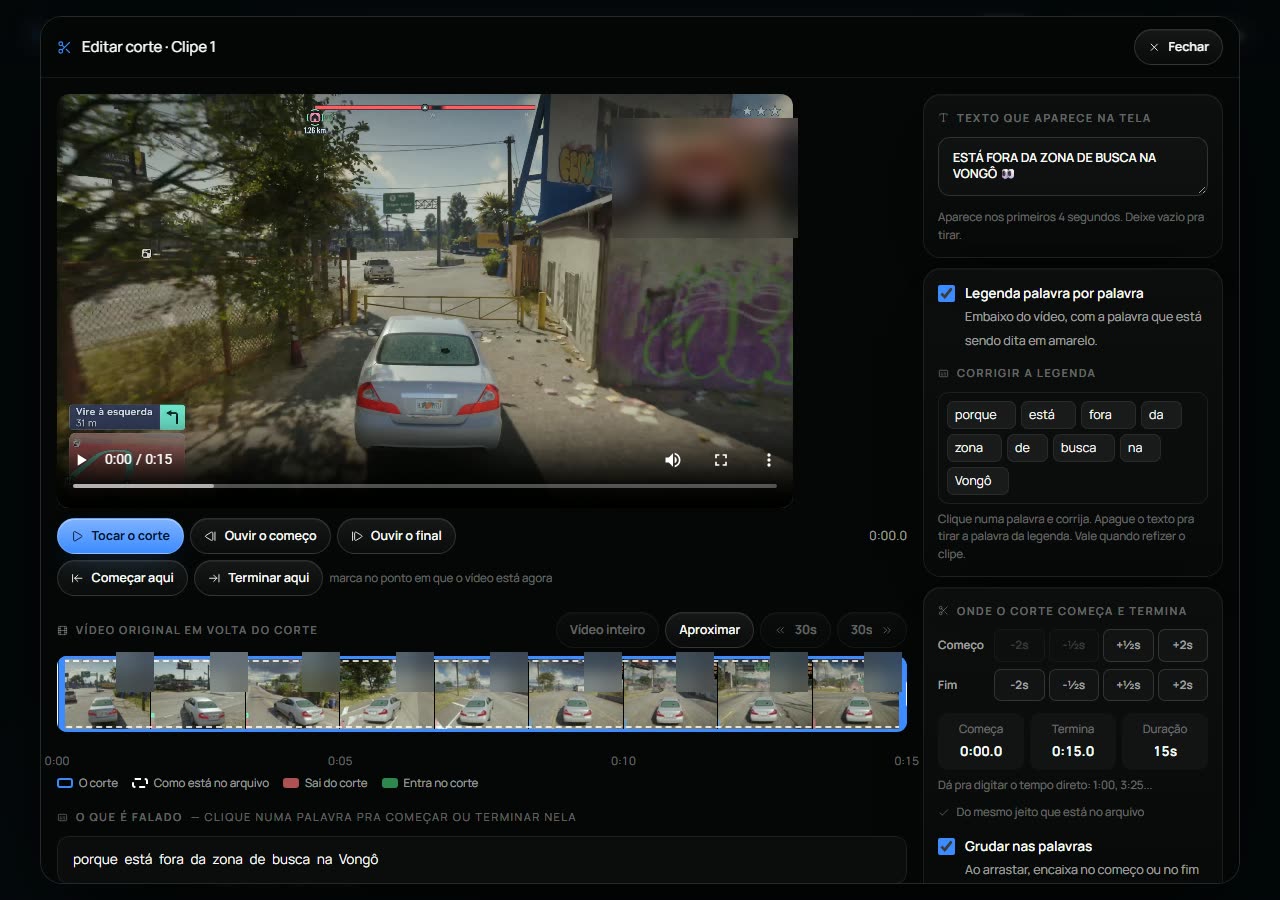 Editar corte · Clipe 1
Fechar
1.26 km
Vire à esquerda
31 m
0:00 / 0:15
Tocar o corte
Ouvir o começo
Ouvir o final
0:00.0
Começar aqui
Terminar aqui
marca no ponto em que o vídeo está agora
VÍDEO ORIGINAL EM VOLTA DO CORTE
Vídeo inteiro
Aproximar
« 30s
30s »
0:00
0:05
0:10
0:15
O corte
Como está no arquivo
Sai do corte
Entra no corte
O QUE É FALADO — CLIQUE NUMA PALAVRA PRA COMEÇAR OU TERMINAR NELA
porque está fora da zona de busca na Vongô
TEXTO QUE APARECE NA TELA
ESTÁ FORA DA ZONA DE BUSCA NA
VONGÔ 👀
Aparece nos primeiros 4 segundos. Deixe vazio pra
tirar.
Legenda palavra por palavra
Embaixo do vídeo, com a palavra que está
sendo dita em amarelo.
CORRIGIR A LEGENDA
porque está fora da
zona de busca na
Vongô
Clique numa palavra e corrija. Apague o texto pra
tirar a palavra da legenda. Vale quando refizer o
clipe.
ONDE O CORTE COMEÇA E TERMINA
Começo -2s -½s +½s +2s
Fim -2s -½s +½s +2s
Começa Termina Duração
0:00.0 0:15.0 15s
Dá pra digitar o tempo direto: 1:00, 3:25...
Do mesmo jeito que está no arquivo
Grudar nas palavras
Ao arrastar, encaixa no começo ou no fim